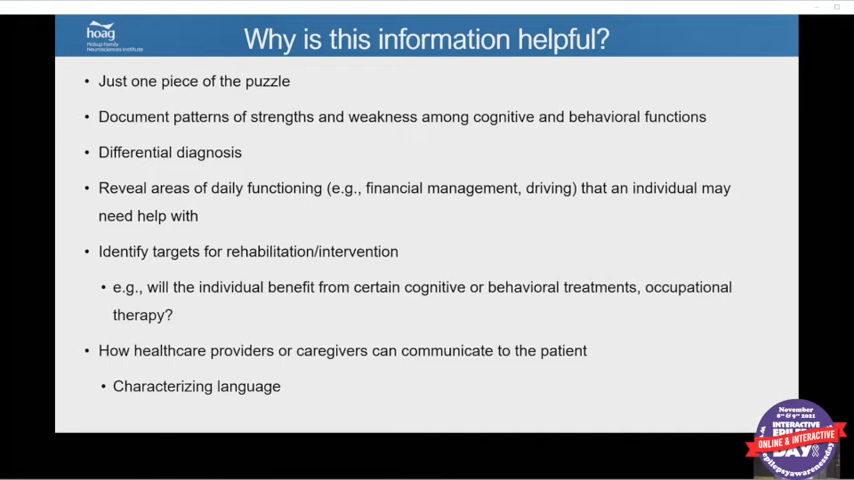 hoag
Pickup Family
Neurosciences Institute
Why is this information helpful?
• Just one piece of the puzzle
• Document patterns of strengths and weakness among cognitive and behavioral functions
• Differential diagnosis
• Reveal areas of daily functioning (e.g., financial management, driving) that an individual may
need help with
• Identify targets for rehabilitation/intervention
• e.g., will the individual benefit from certain cognitive or behavioral treatments, occupational
therapy?
• How healthcare providers or caregivers can communicate to the patient
• Characterizing language
November
8th & 9th 2021
INTERACTIVE
ONLINE & INTERACTIVE
DAY
epilepsyawarenessday